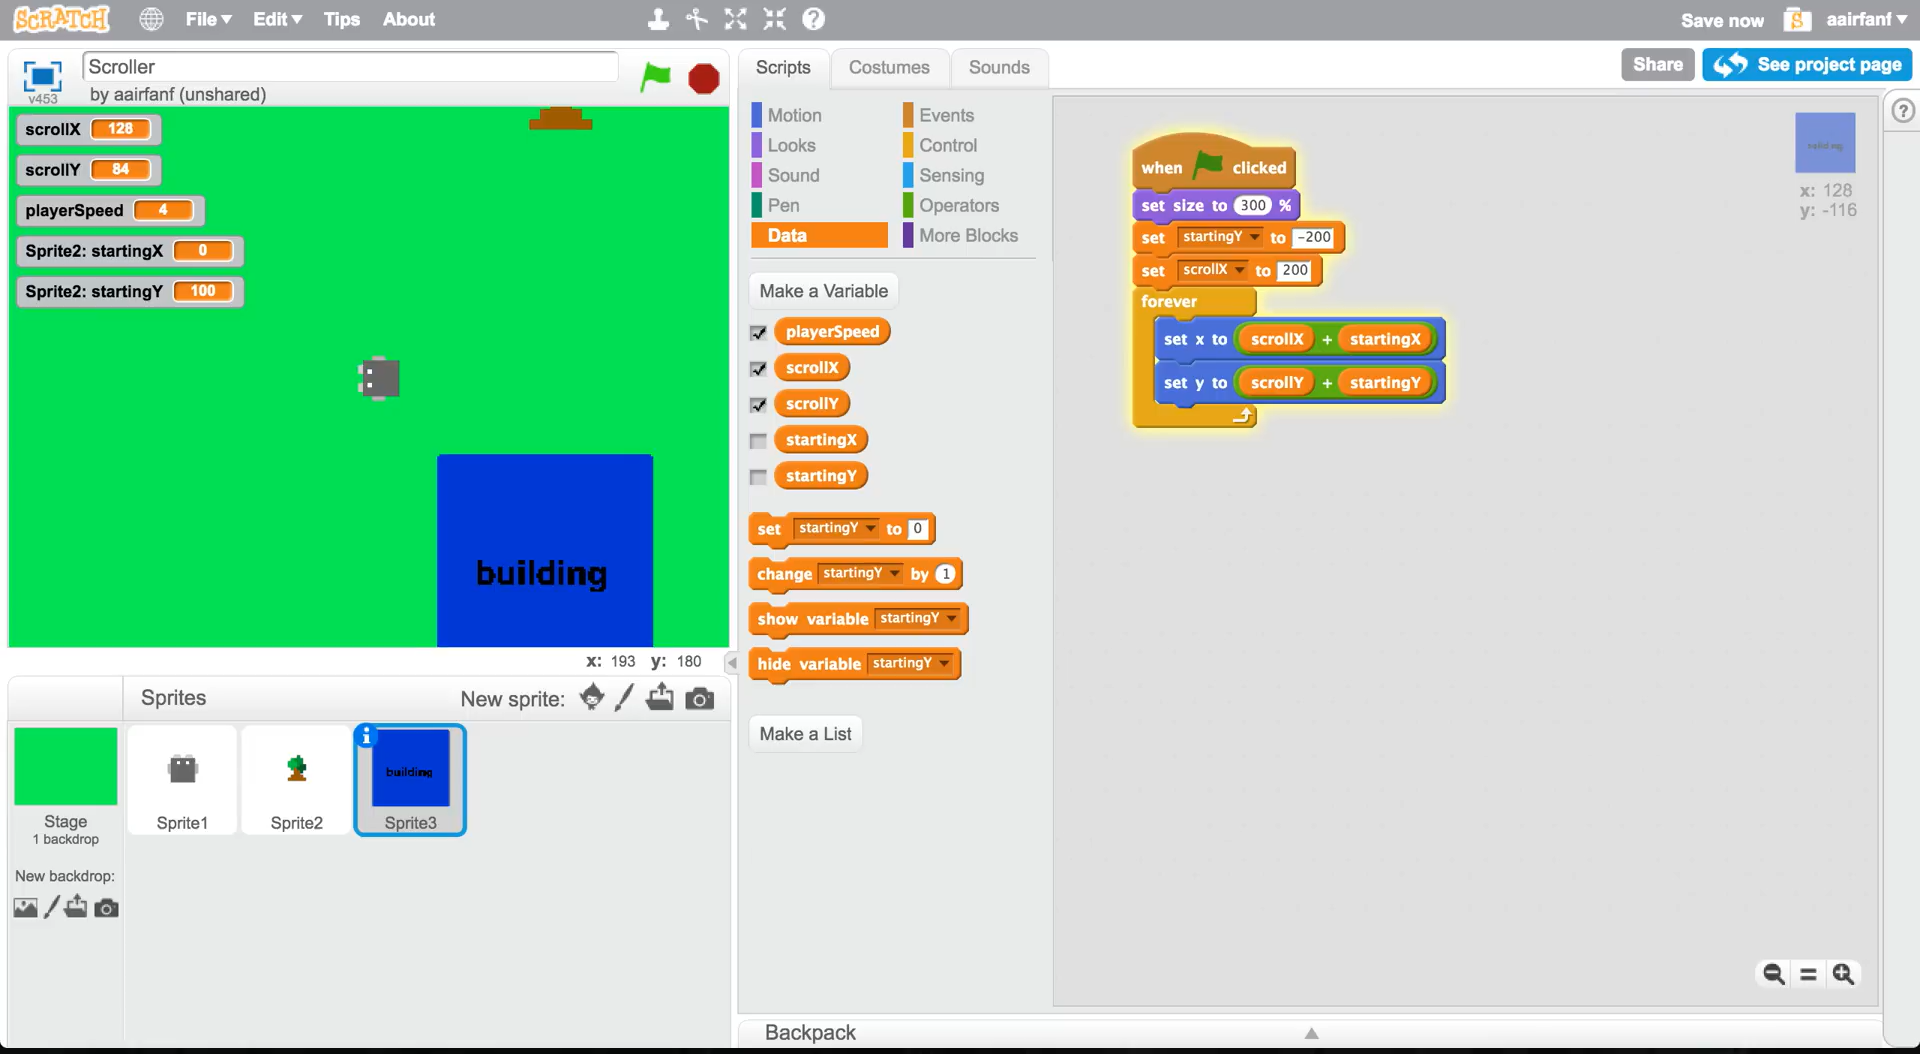 SCRATCH File Edit Tips About Save now aairfanf
v453
Scroller
by aairfanf (unshared)
scrollX 128
scrollY 84
playerSpeed 4
Sprite2: startingX 0
Sprite2: startingY 100
building
x: 193 y: 180
Sprites New sprite:
Stage
1 backdrop
New backdrop:
Sprite1
Sprite2
building
Sprite3
Scripts Costumes Sounds
Share See project page
Motion Events
Looks Control
Sound Sensing
Pen Operators
Data More Blocks
Make a Variable
playerSpeed
scrollX
scrollY
startingX
startingY
set startingY to 0
change startingY by 1
show variable startingY
hide variable startingY
Make a List
when clicked
set size to 300 %
set startingY to -200
set scrollX to 200
forever
set x to scrollX + startingX
set y to scrollY + startingY
building
x: 128
y: -116
Backpack